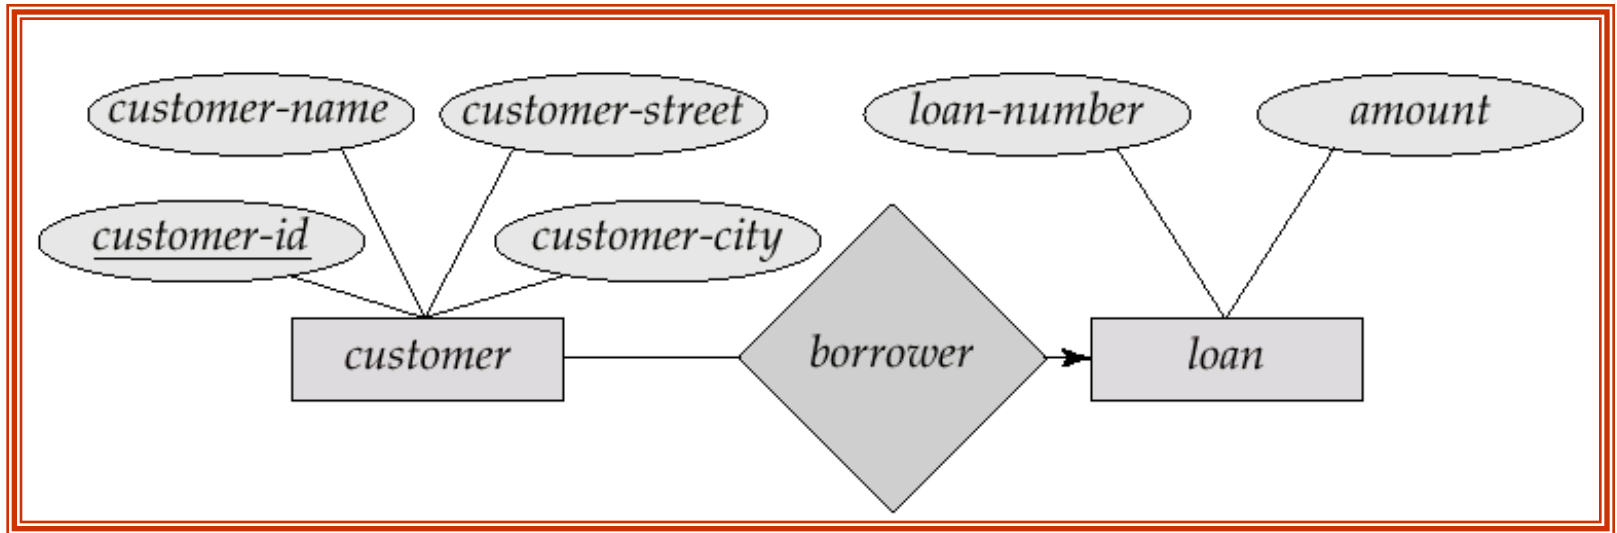 customer-name
customer-street
loan-number
amount
customer-id
customer-city
customer
borrower
loan